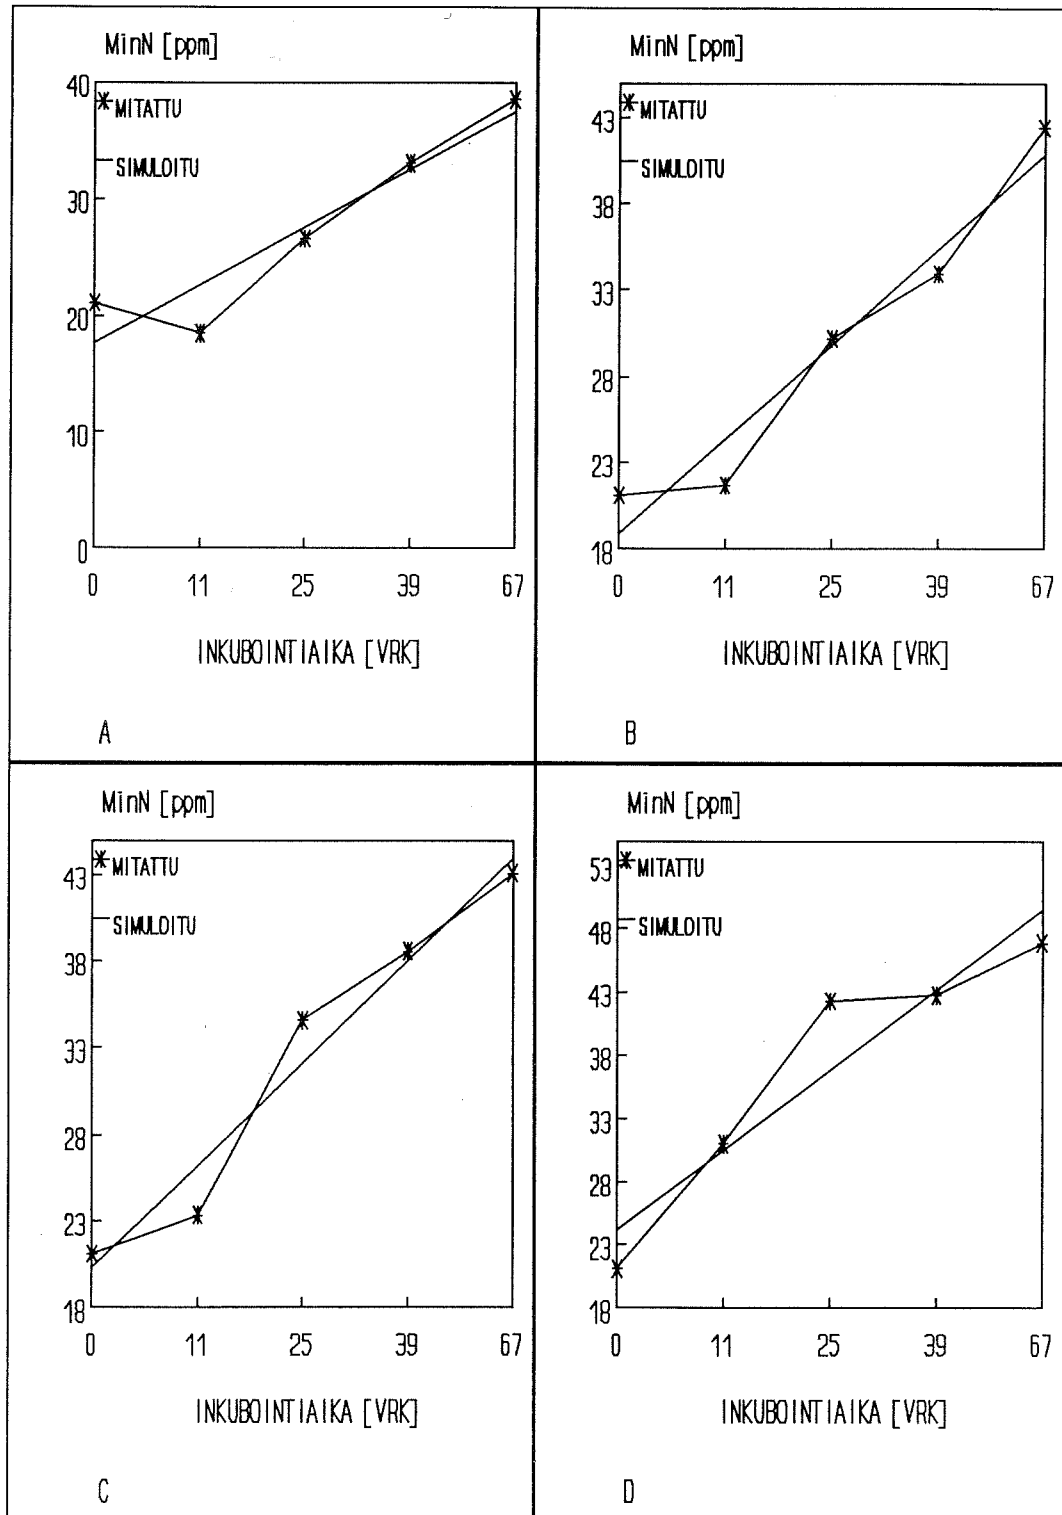 MinN [ppm]
40
MITATTU
SIMULOITU
30
20
10
0
0 11 25 39 67
INKUBOINTIAIKA [VRK]
A
MinN [ppm]
MITATTU
43
SIMULOITU
38
33
28
23
18
0 11 25 39 67
INKUBOINTIAIKA [VRK]
B
MinN [ppm]
MITATTU
43
SIMULOITU
38
33
28
23
18
0 11 25 39 67
INKUBOINTIAIKA [VRK]
C
MinN [ppm]
53 MITATTU
SIMULOITU
48
43
38
33
28
23
18
0 11 25 39 67
INKUBOINTIAIKA [VRK]
D